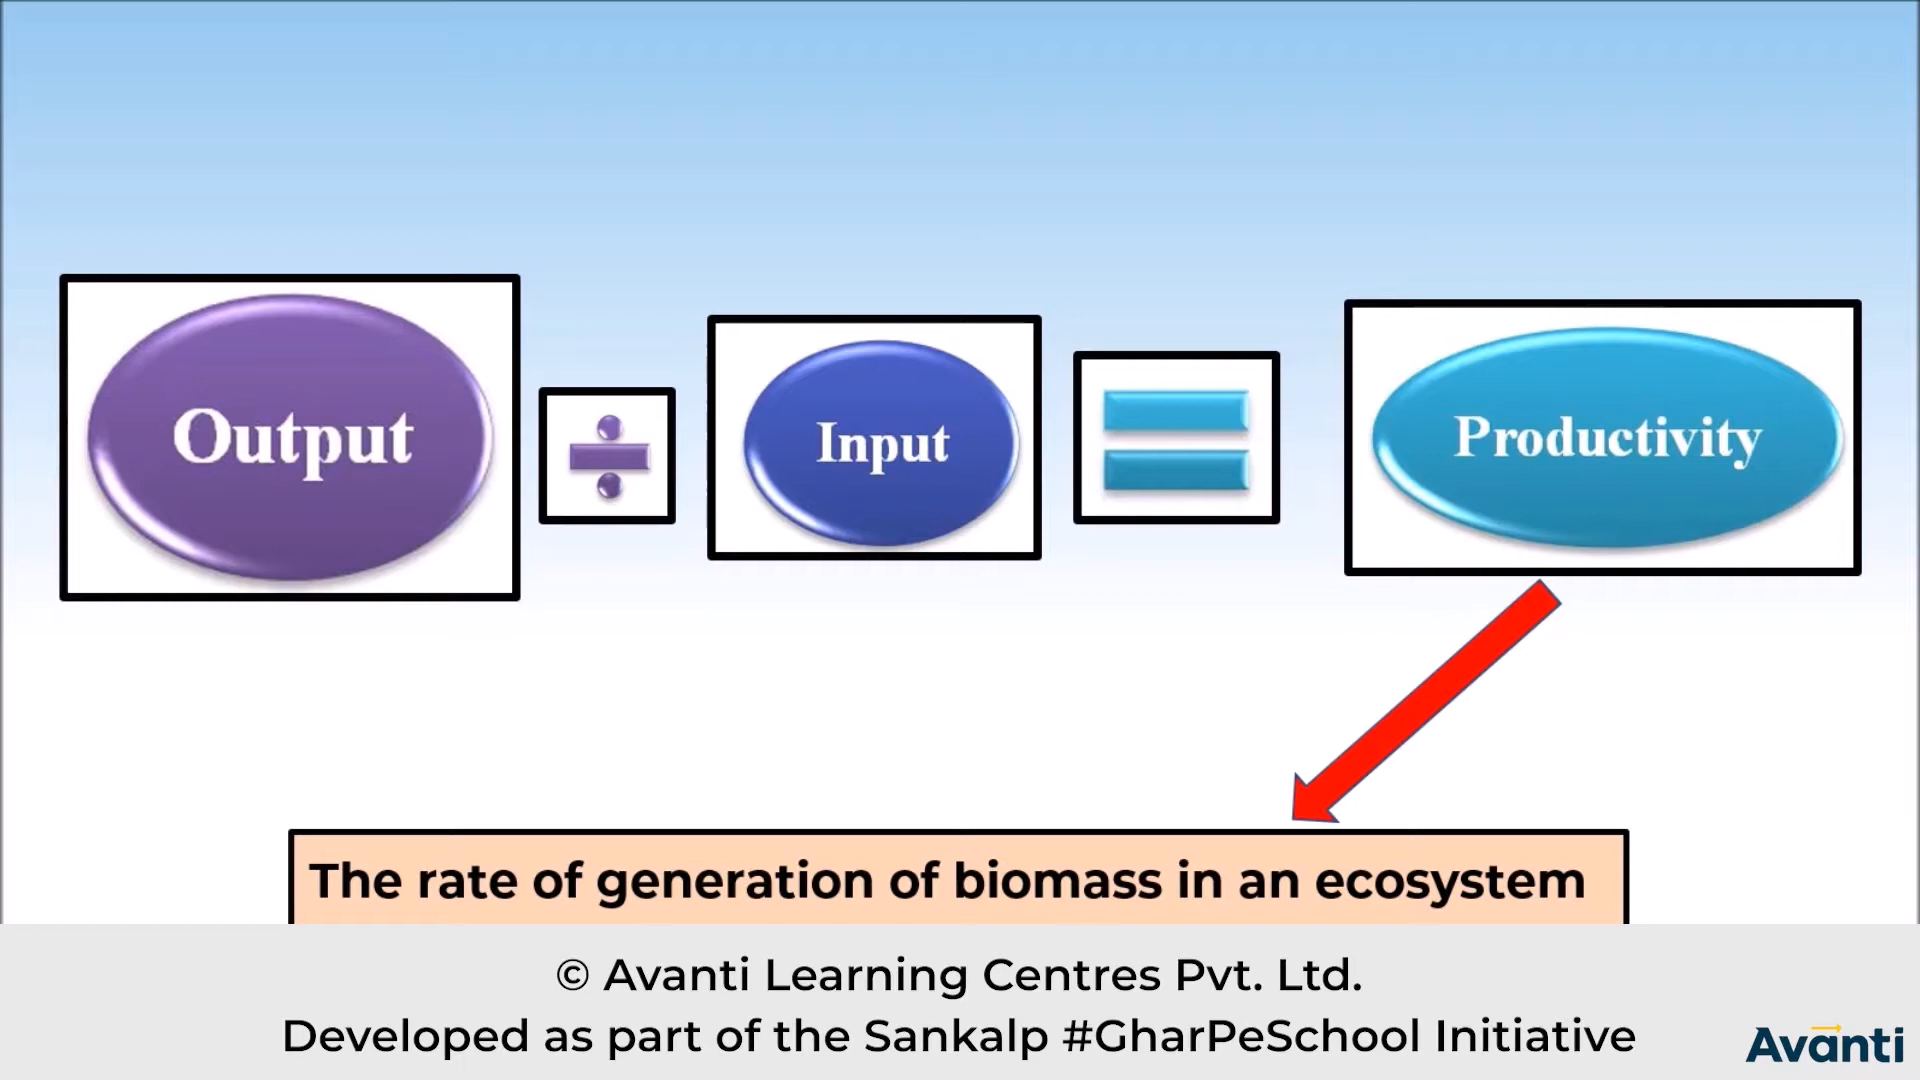 Output ÷ Input = Productivity
The rate of generation of biomass in an ecosystem
© Avanti Learning Centres Pvt. Ltd.
Developed as part of the Sankalp #GharPeSchool Initiative
Avanti